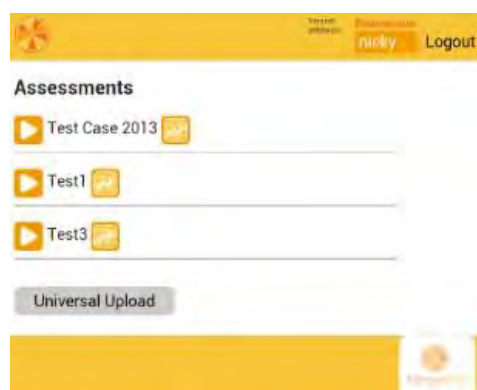 nicky
Logout
Assessments
Test Case 2013
Test1
Test3
Universal Upload